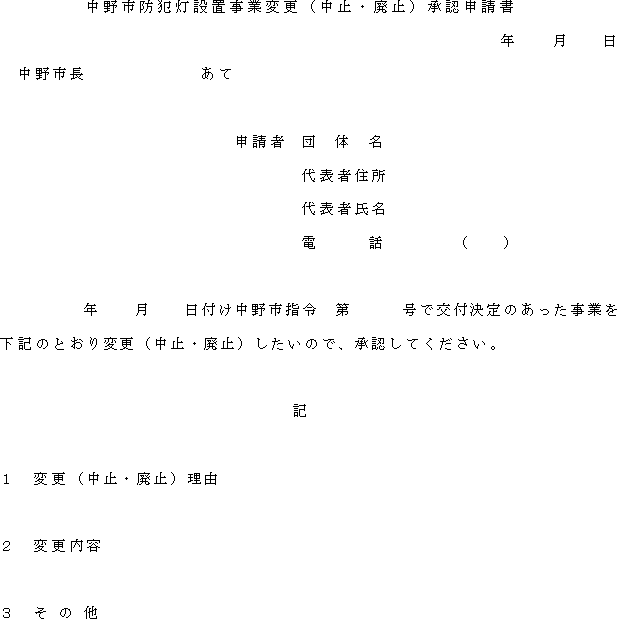 中野市防犯灯設置事業変更（中止・廃止）承認申請書
年　　月　　日
中野市長　　　　　　　あて
申請者　団　体　名
代表者住所
代表者氏名
電　　　話　　　　（　　）
年　　月　　日付け中野市指令　第　　　号で交付決定のあった事業を
下記のとおり変更（中止・廃止）したいので、承認してください。
記
１　変更（中止・廃止）理由
２　変更内容
３　そ の 他